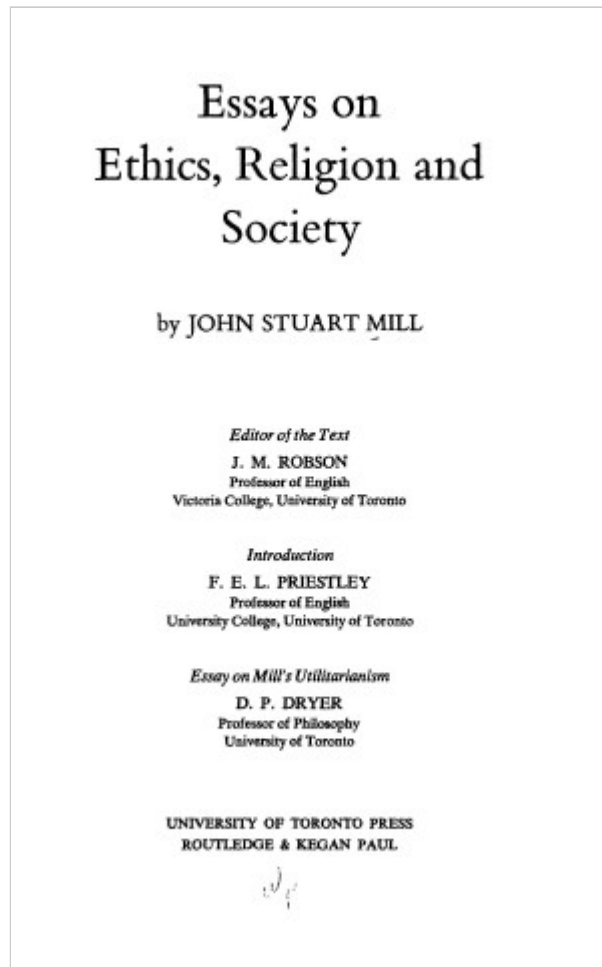 Essays on
Ethics, Religion and
Society
by JOHN STUART MILL
Editor of the Text
J. M. ROBSON
Professor of English
Victoria College, University of Toronto
Introduction
F. E. L. PRIESTLEY
Professor of English
University College, University of Toronto
Essay on Mill's Utilitarianism
D. P. DRYER
Professor of Philosophy
University of Toronto
UNIVERSITY OF TORONTO PRESS
ROUTLEDGE & KEGAN PAUL